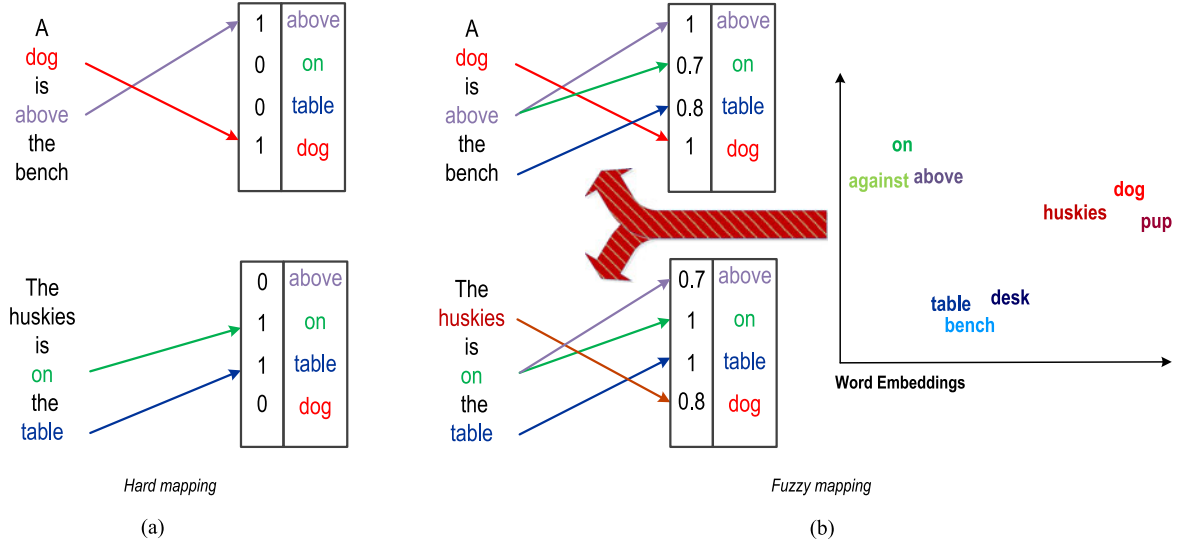 A
dog
is
above
the
bench
1 above
0 on
0 table
1 dog
The
huskies
is
on
the
table
0 above
1 on
1 table
0 dog
Hard mapping
(a)
A
dog
is
above
the
bench
1 above
0.7 on
0.8 table
1 dog
The
huskies
is
on
the
table
0.7 above
1 on
1 table
0.8 dog
on
against above
dog
huskies
pup
table desk
bench
Word Embeddings
Fuzzy mapping
(b)